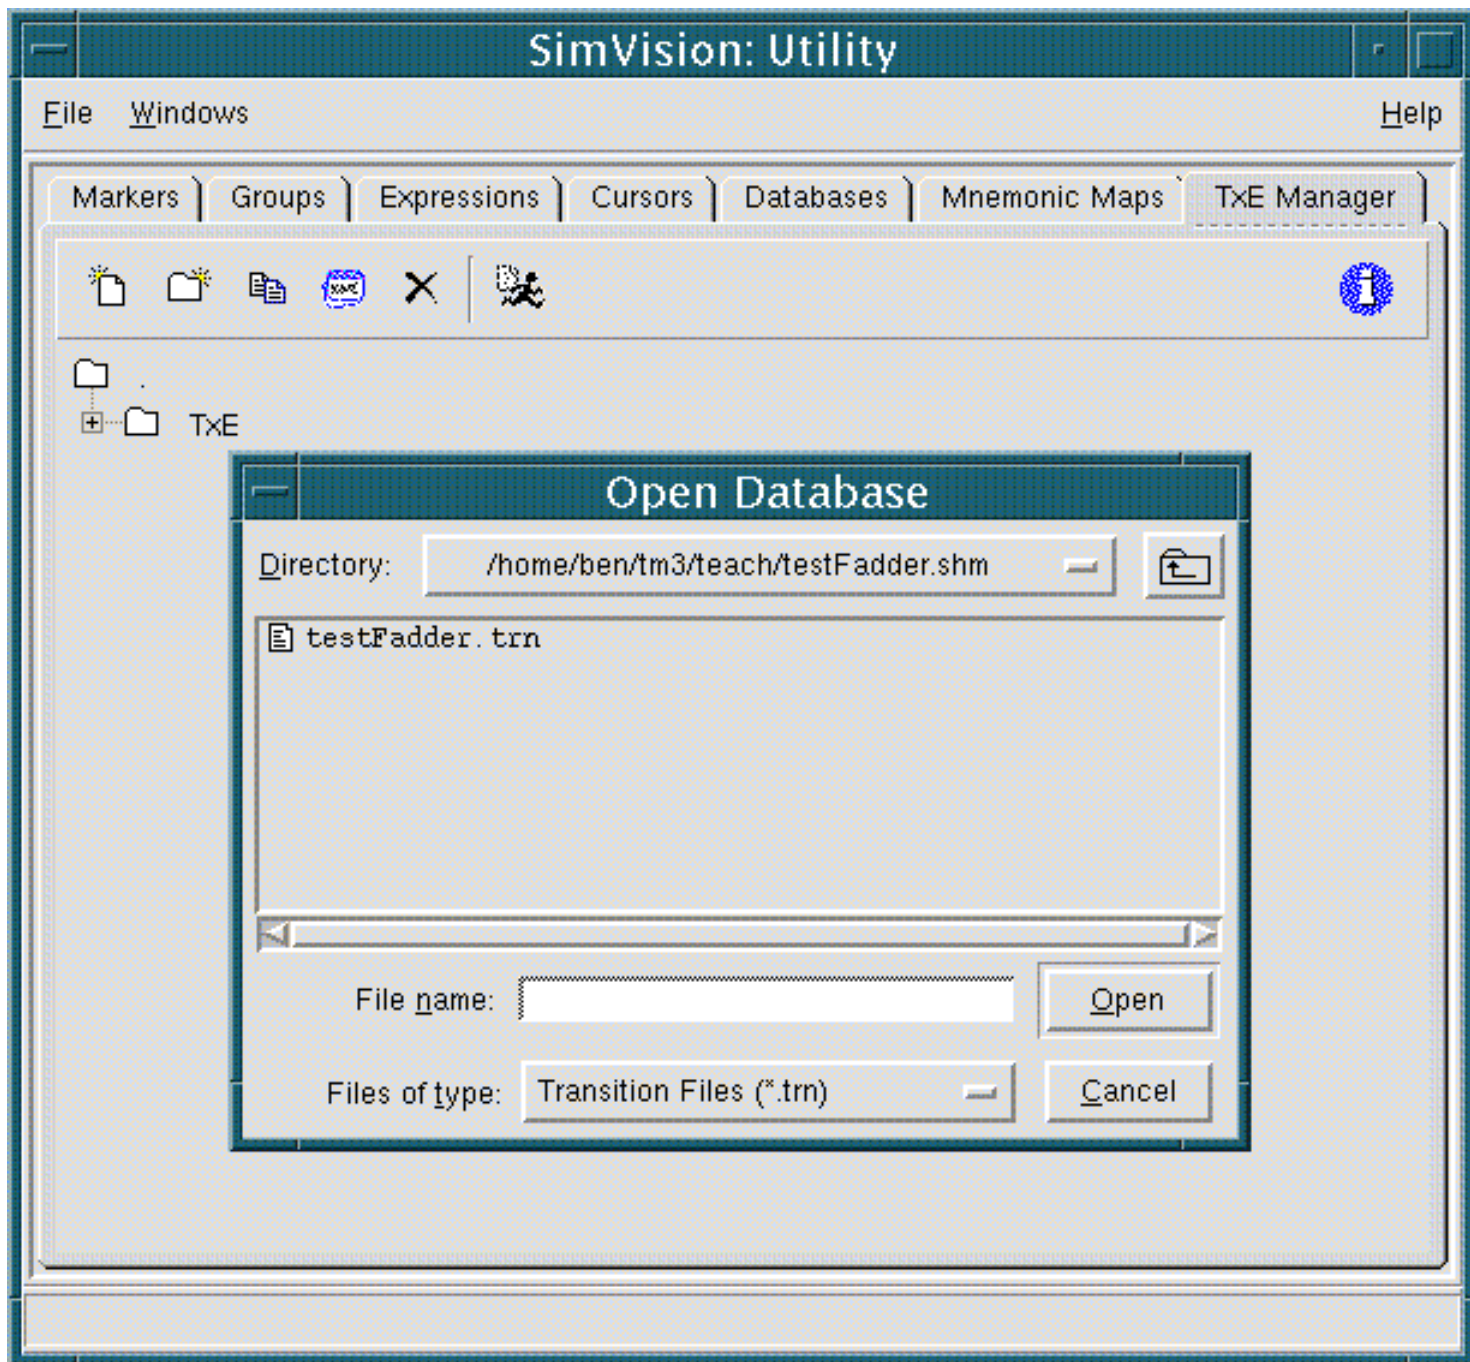 SimVision: Utility
File Windows Help
Markers Groups Expressions Cursors Databases Mnemonic Maps TxE Manager
.
TxE
Open Database
Directory: /home/ben/tm3/teach/testFadder.shm
testFadder.trn
File name: Open
Files of type: Transition Files (*.trn) Cancel